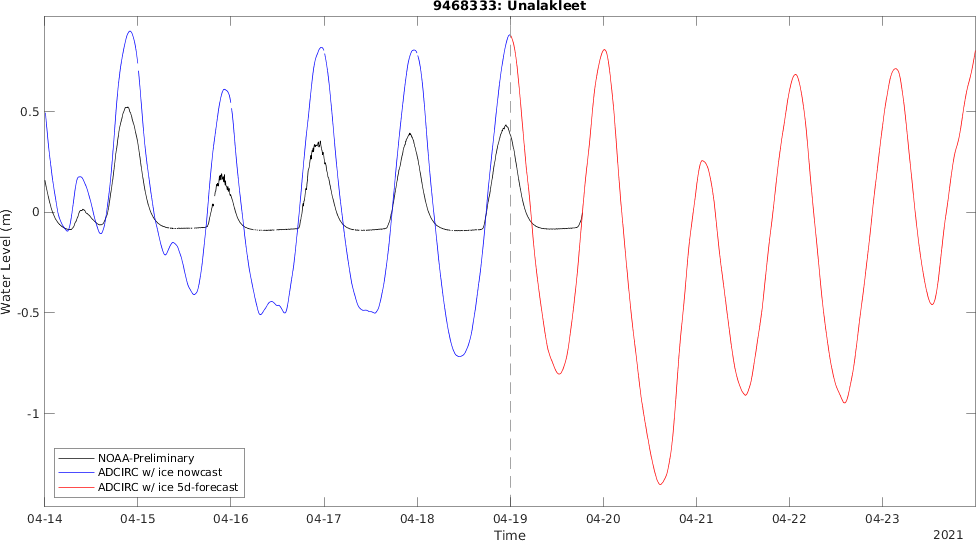 9468333: Unalakleet
Water Level (m)
0.5
0
-0.5
-1
NOAA-Preliminary
ADCIRC w/ ice nowcast
ADCIRC w/ ice 5d-forecast
04-14 04-15 04-16 04-17 04-18 04-19 04-20 04-21 04-22 04-23
Time
2021